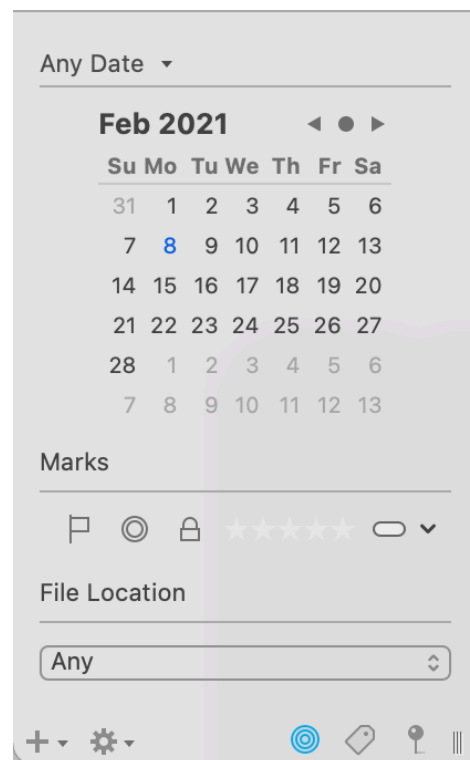 Any Date
Feb 2021
Su Mo Tu We Th Fr Sa
31 1 2 3 4 5 6
7 8 9 10 11 12 13
14 15 16 17 18 19 20
21 22 23 24 25 26 27
28 1 2 3 4 5 6
7 8 9 10 11 12 13
Marks
File Location
Any